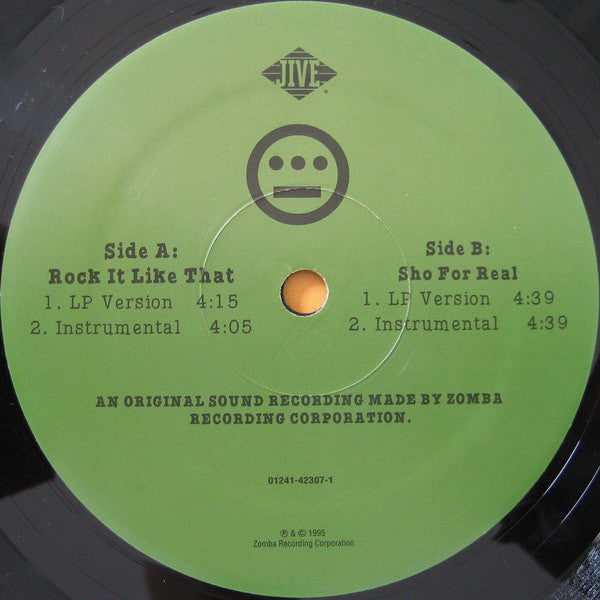 JIVE
Side A:
Rock It Like That
1. LP Version 4:15
2. Instrumental 4:05
Side B:
Sho For Real
1. LP Version 4:39
2. Instrumental 4:39
AN ORIGINAL SOUND RECORDING MADE BY ZOMBA
RECORDING CORPORATION.
01241-42307-1
℗ & © 1995
Zomba Recording Corporation